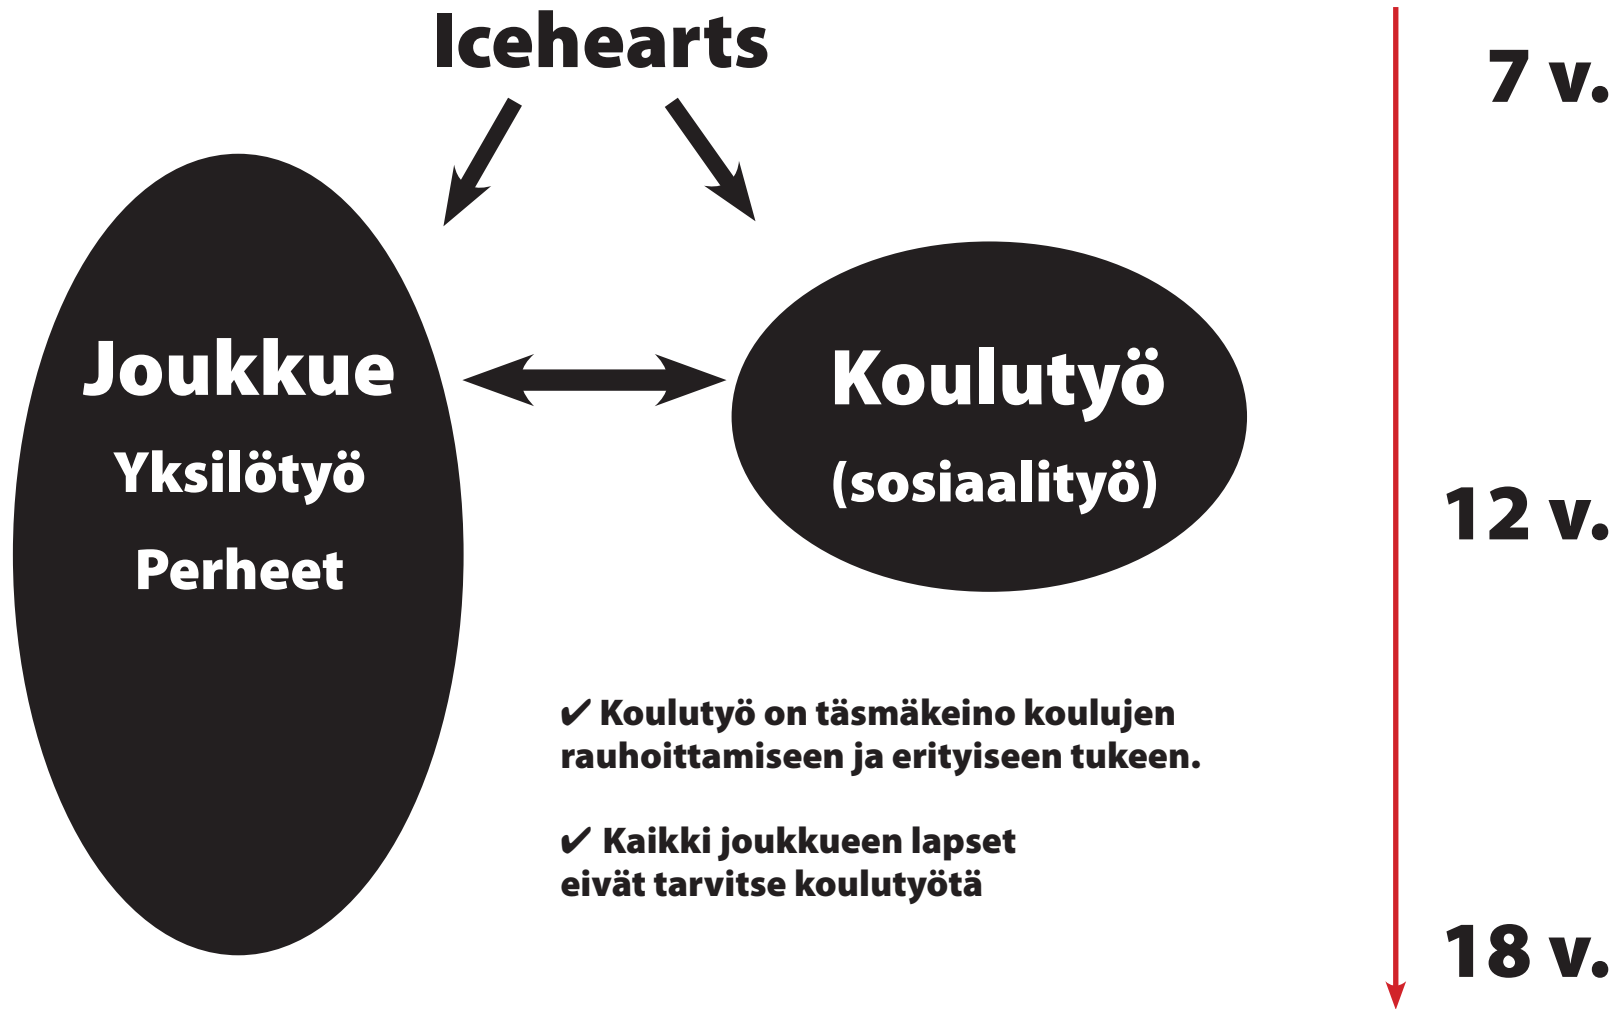 Icehearts
7 v.
Joukkue
Yksilötyö
Perheet
Koulutyö
(sosiaalityö)
12 v.
✔ Koulutyö on täsmäkeino koulujen
rauhoittamiseen ja erityiseen tukeen.
✔ Kaikki joukkueen lapset
eivät tarvitse koulutyötä
18 v.